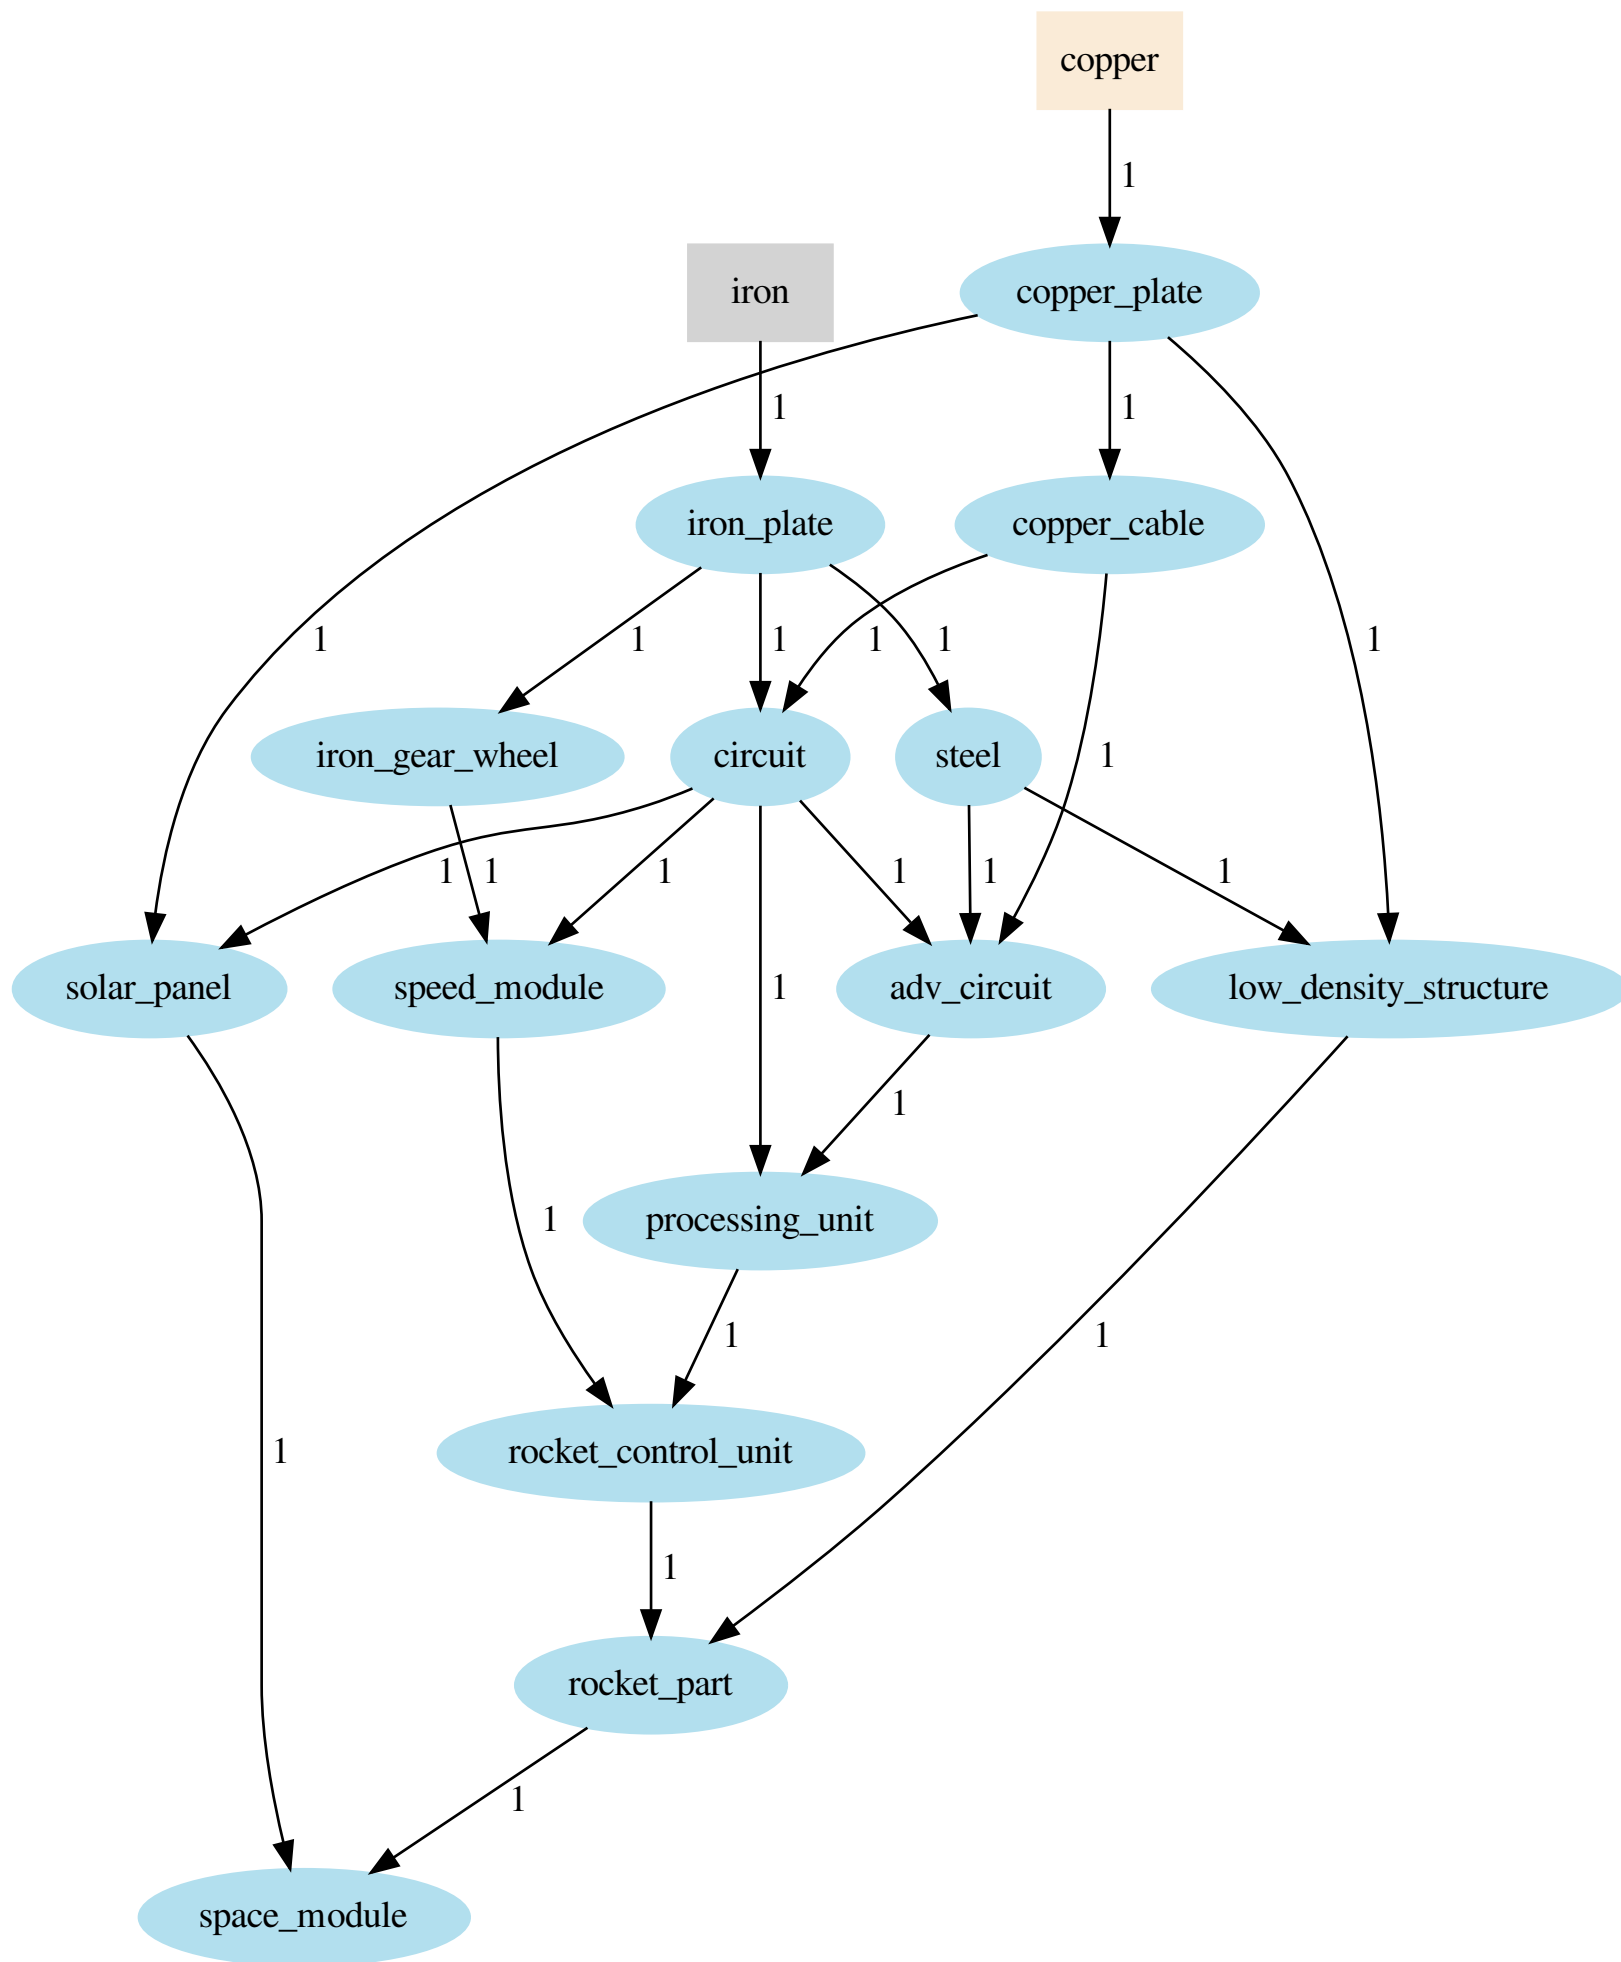 copper
1
iron
copper_plate
1
1
iron_plate
copper_cable
1
1
1
1
1
1
iron_gear_wheel
circuit
steel
1
1
1
1
1
1
1
solar_panel
speed_module
1
adv_circuit
low_density_structure
1
1
processing_unit
1
1
1
rocket_control_unit
1
rocket_part
1
space_module